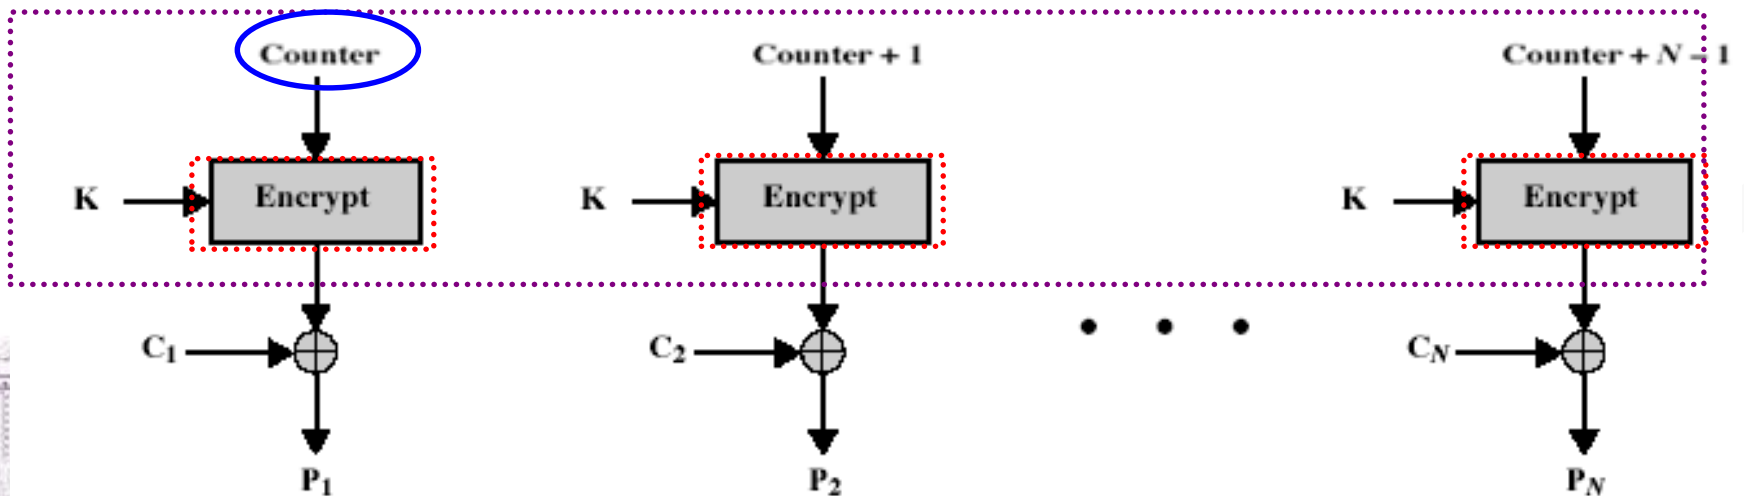 Counter Counter + 1 Counter + N – 1
K Encrypt K Encrypt K Encrypt
C1 C2 CN
P1 P2 PN